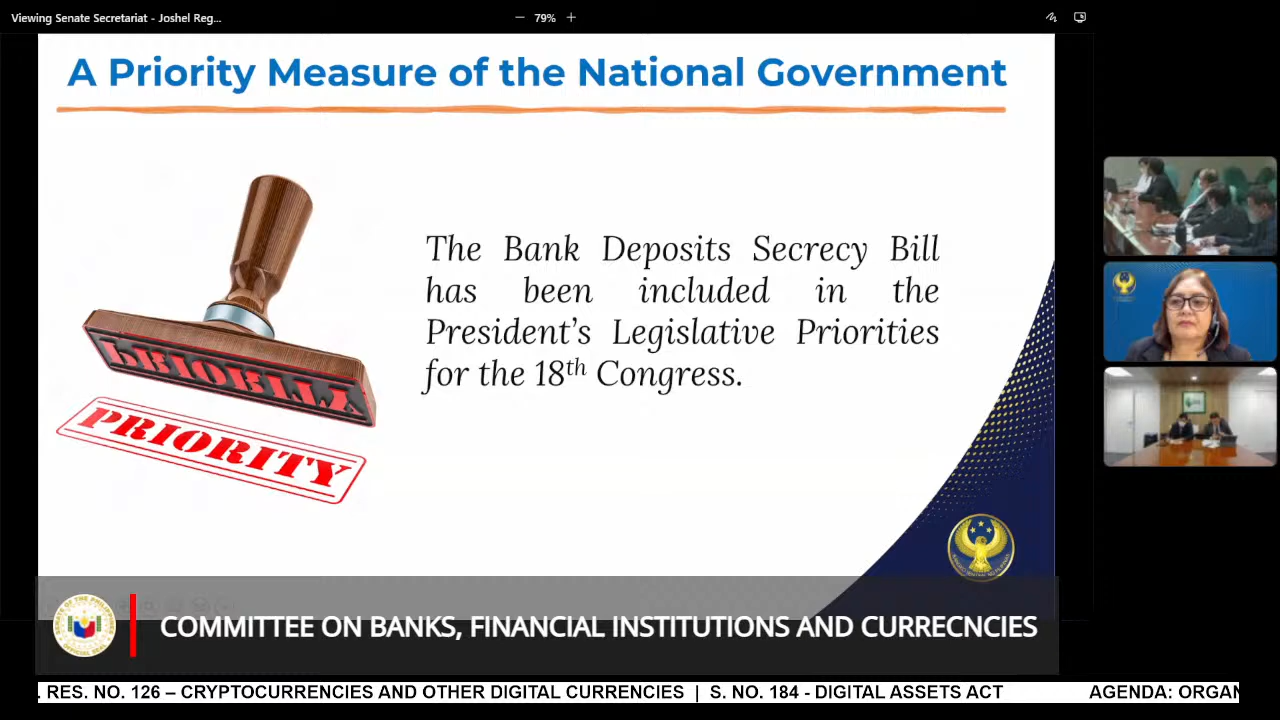 Viewing Senate Secretariat - Joshel Reg...
79%
A Priority Measure of the National Government
The Bank Deposits Secrecy Bill
has been included in the
President's Legislative Priorities
for the 18th Congress.
PRIORITY
PRIORITY
COMMITTEE ON BANKS, FINANCIAL INSTITUTIONS AND CURRECNCIES
. RES. NO. 126 – CRYPTOCURRENCIES AND OTHER DIGITAL CURRENCIES | S. NO. 184 - DIGITAL ASSETS ACT AGENDA: ORGAN